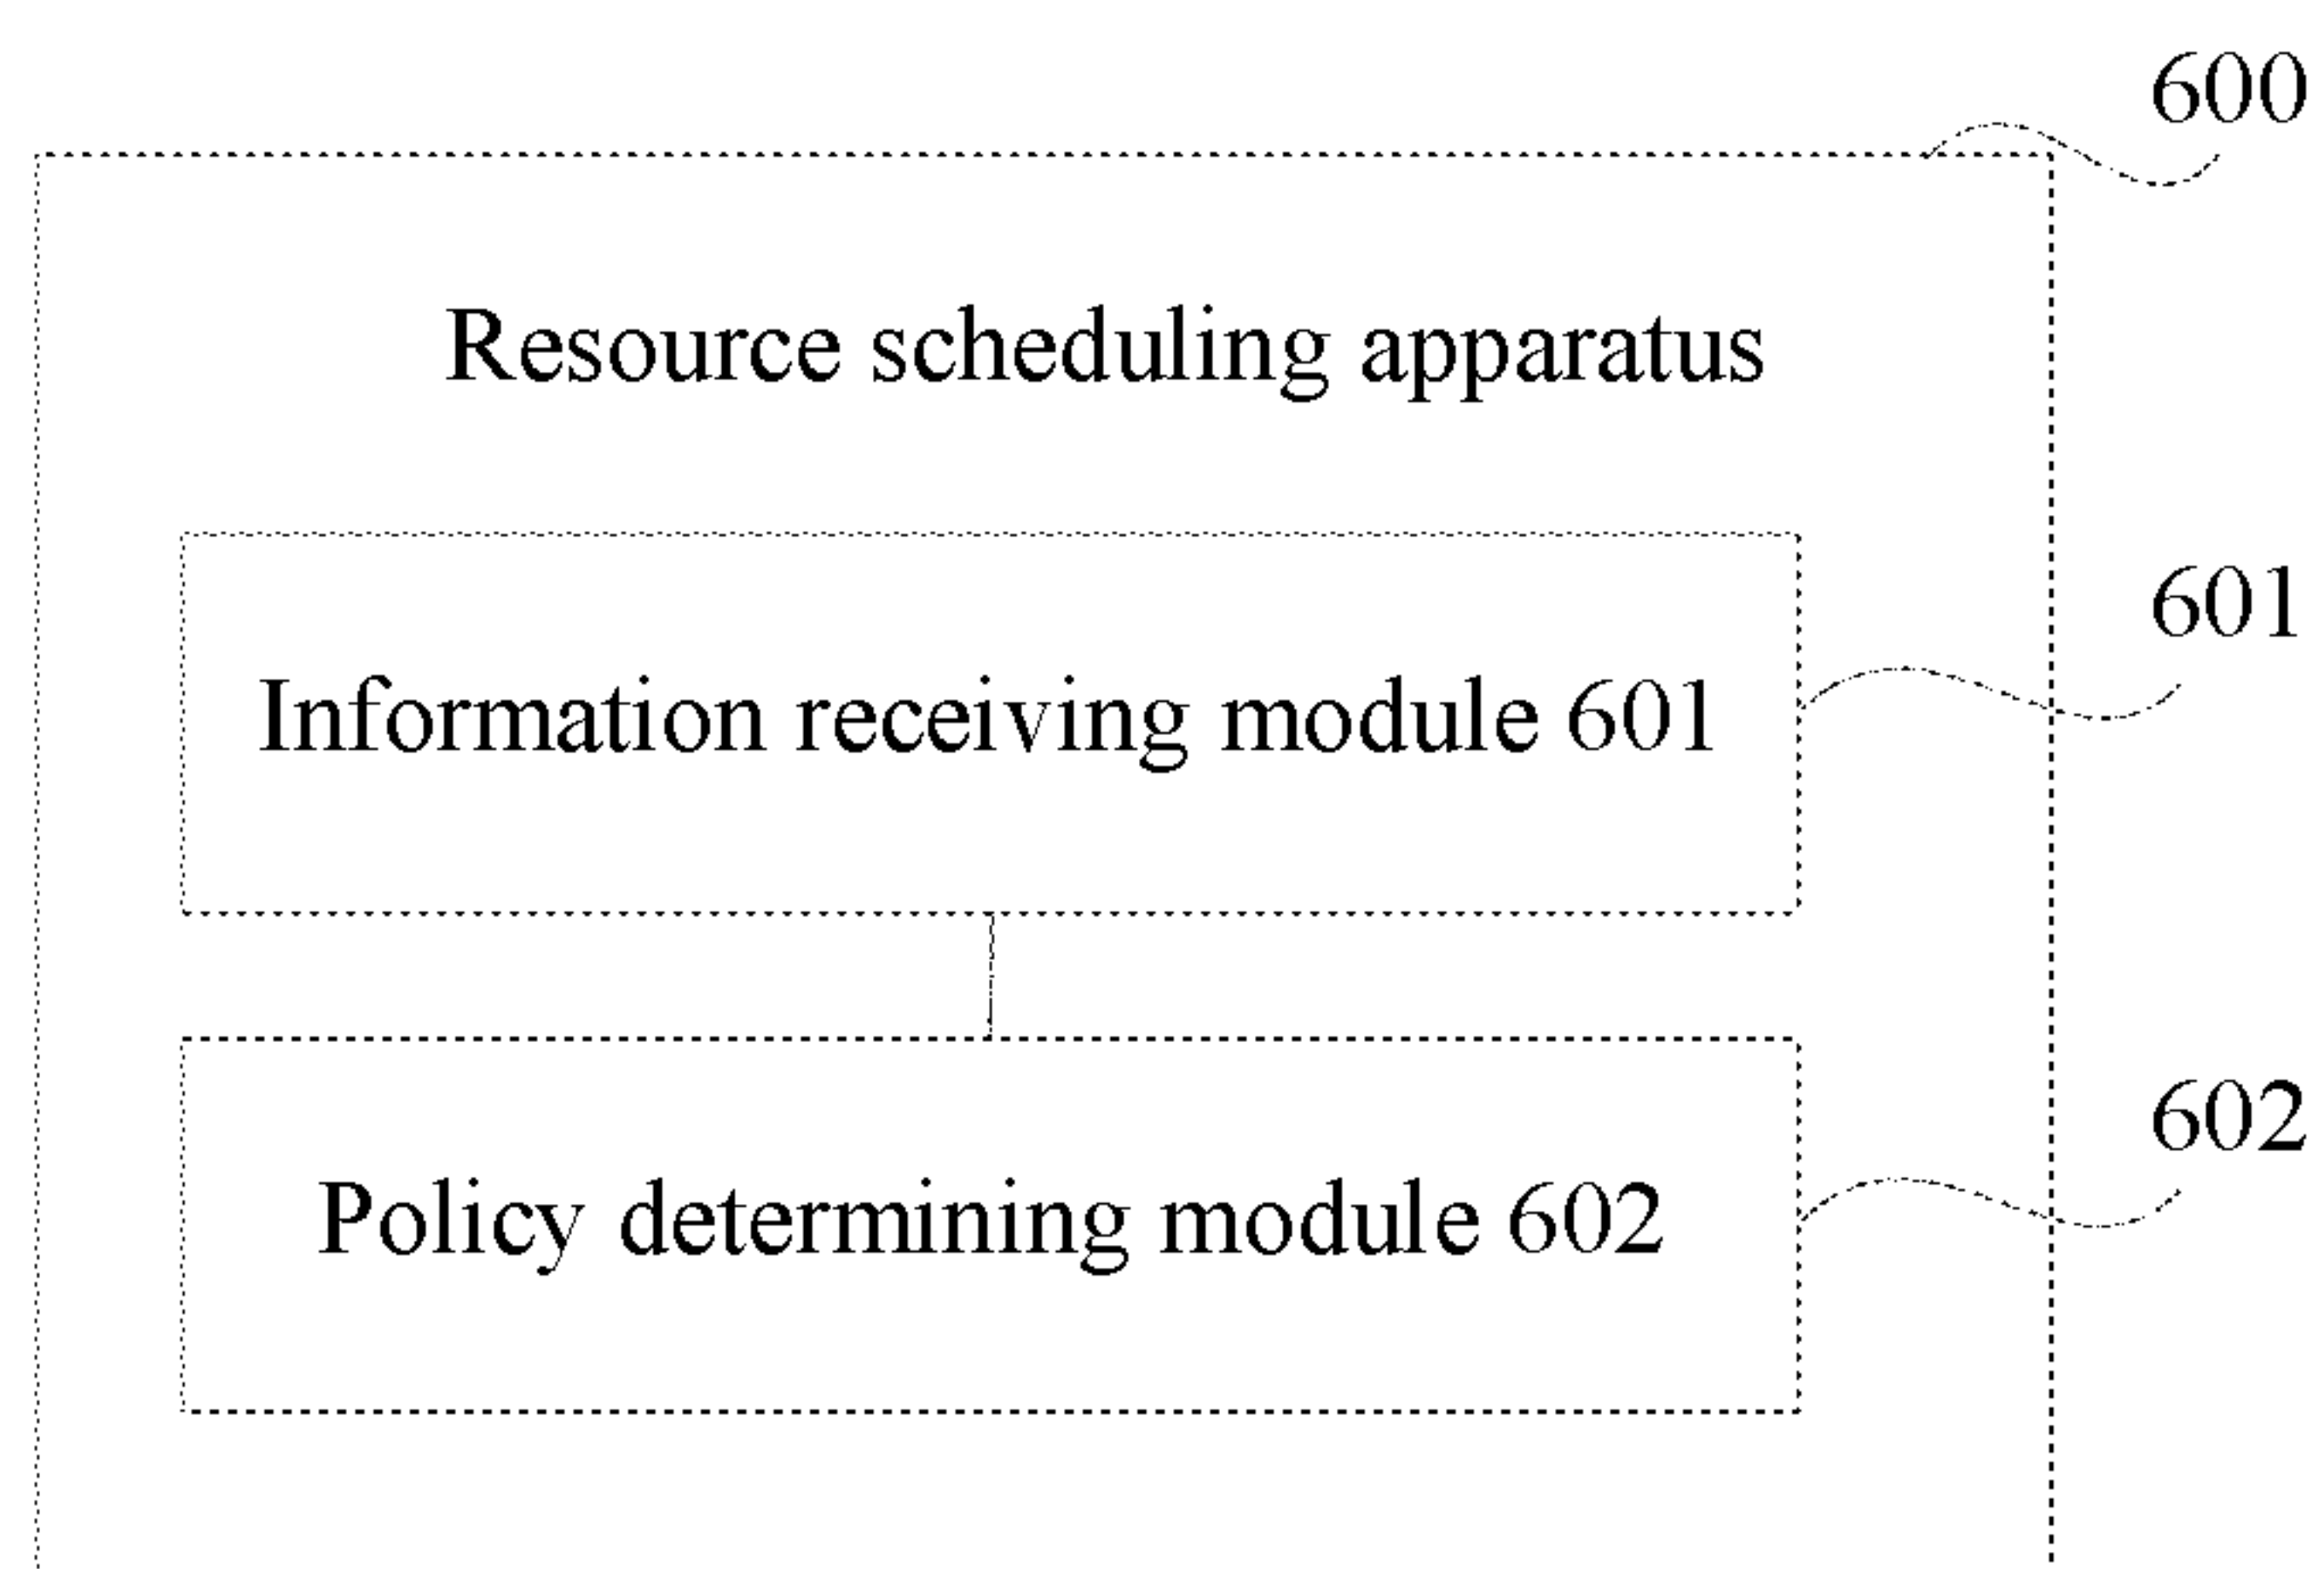 600
Resource scheduling apparatus
601
Information receiving module 601
602
Policy determining module 602